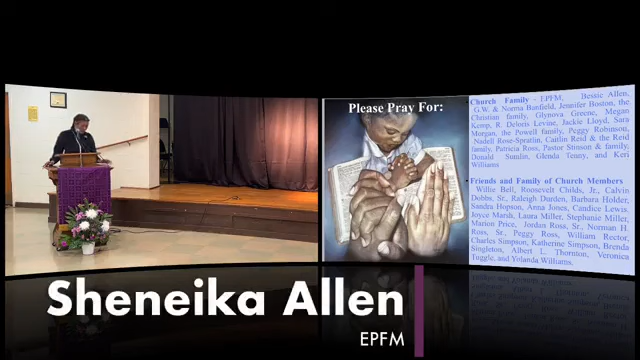 Please Pray For:
Church Family - EPFM, Bessie Allen,
G.W. & Norma Bunfield, Jennifer Boston, the
Christian family, Glynova Greene, Megan
Kemp, R. Deloris Levine, Jackie Lloyd, Sara
Morgan, the Powell family, Peggy Robinson,
Nadell Rose-Spratlin, Caitlin Reid & the Reid
family, Patricia Ross, Pastor Stinson & family,
Donald Sumlin, Glenda Tenny, and Keri
Williams
Friends and Family of Church Members
Willie Bell, Roosevelt Childs, Jr., Calvin
Dobbs, Sr., Raleigh Durden, Barbara Holder,
Sandra Hopson, Anna Jones, Candice Lewis,
Joyce Marsh, Laura Miller, Stephanie Miller,
Marion Price, Jordan Ross, Sr., Norman H.
Ross, Sr., Peggy Ross, William Rector,
Charles Simpson, Katherine Simpson, Brenda
Singleton, Albert L. Thornton, Veronica
Tuggle, and Yolanda Williams.
Sheneika Allen
EPFM